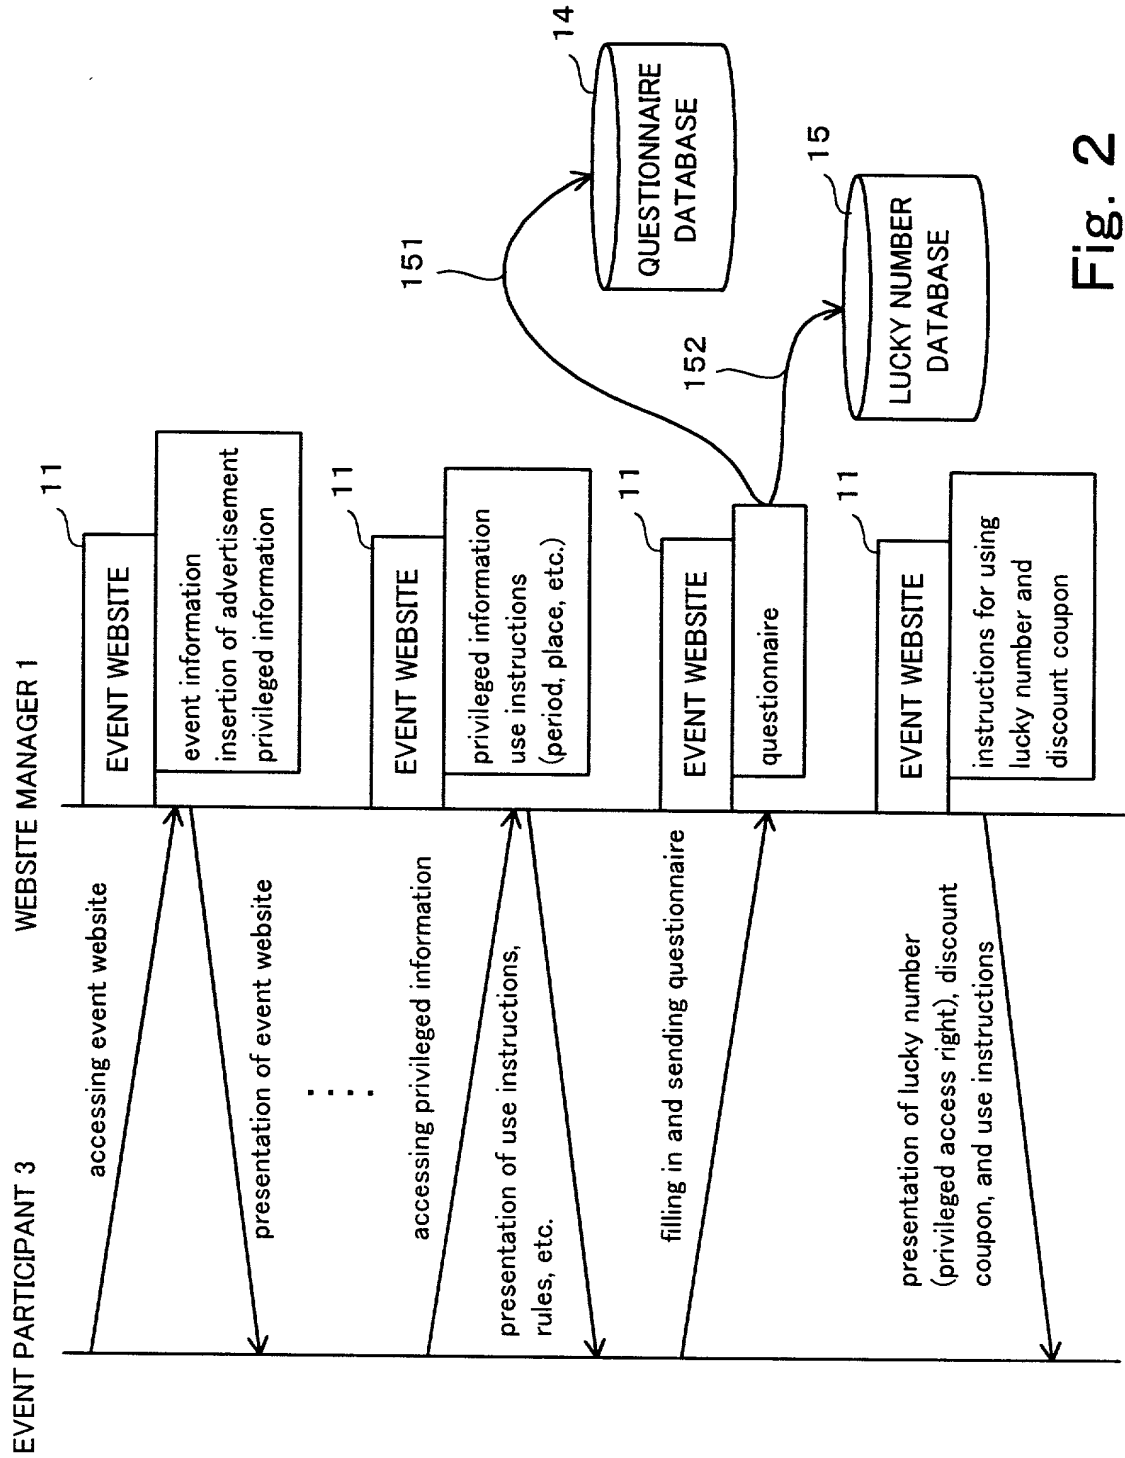 EVENT PARTICIPANT 3
WEBSITE MANAGER 1
accessing event website
11
EVENT WEBSITE
event information
insertion of advertisement
privileged information
presentation of event website
....
accessing privileged information
11
EVENT WEBSITE
privileged information
use instructions
(period, place, etc.)
presentation of use instructions,
rules, etc.
filling in and sending questionnaire
11
EVENT WEBSITE
questionnaire
151
14
QUESTIONNAIRE
DATABASE
152
15
LUCKY NUMBER
DATABASE
11
EVENT WEBSITE
instructions for using
lucky number and
discount coupon
presentation of lucky number
(privileged access right), discount
coupon, and use instructions
Fig. 2